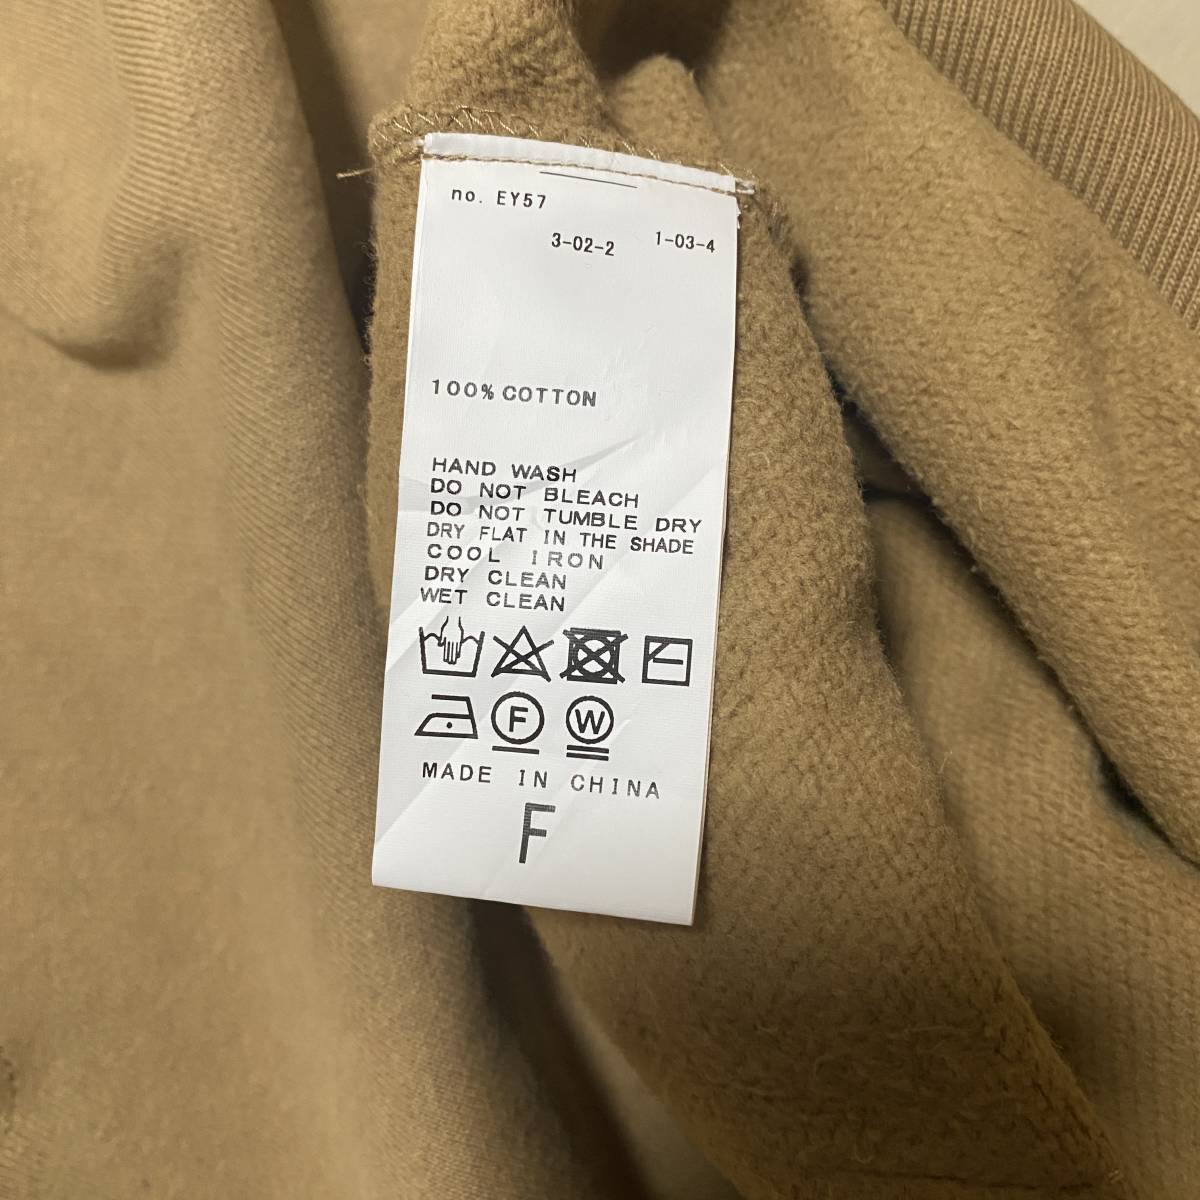 no. EY57
3-02-2 1-03-4
100% COTTON
HAND WASH
DO NOT BLEACH
DO NOT TUMBLE DRY
DRY FLAT IN THE SHADE
COOL IRON
DRY CLEAN
WET CLEAN
F W
MADE IN CHINA
F